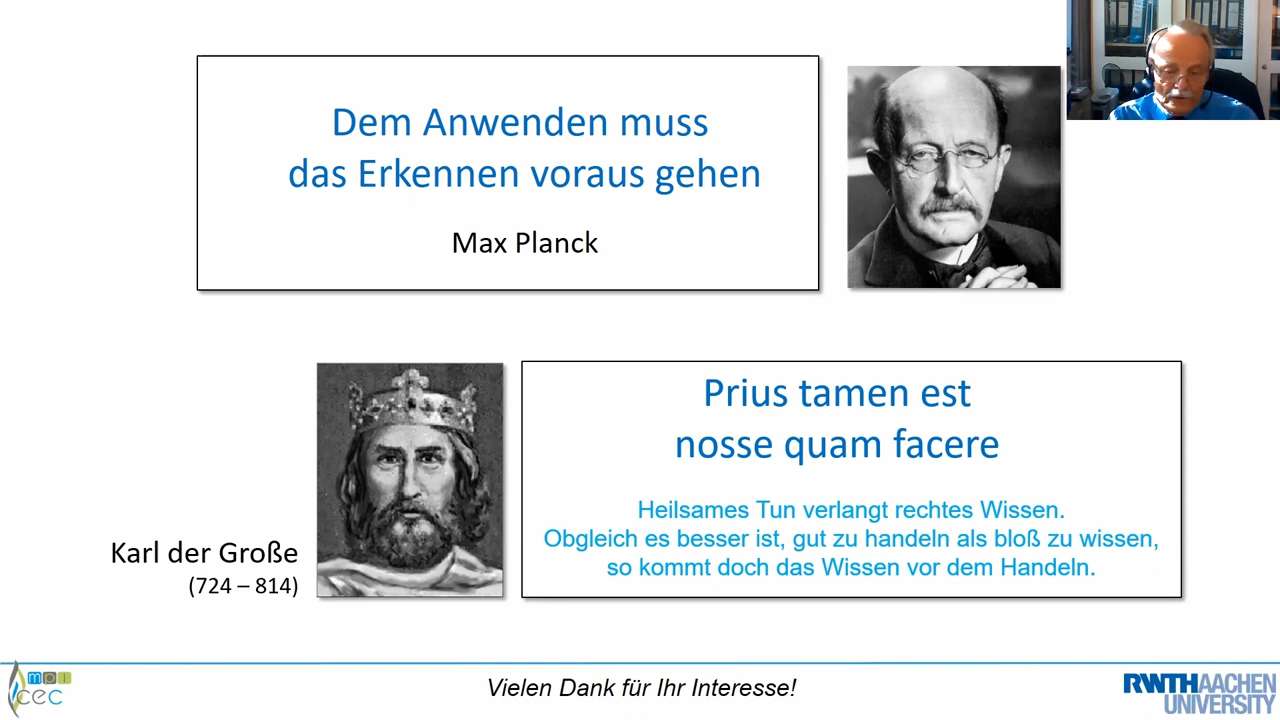 Dem Anwenden muss
das Erkennen voraus gehen
Max Planck
Prius tamen est
nosse quam facere
Heilsames Tun verlangt rechtes Wissen.
Obgleich es besser ist, gut zu handeln als bloß zu wissen,
so kommt doch das Wissen vor dem Handeln.
Karl der Große
(724 – 814)
mpi
cec
Vielen Dank für Ihr Interesse!
RWTHAACHEN
UNIVERSITY